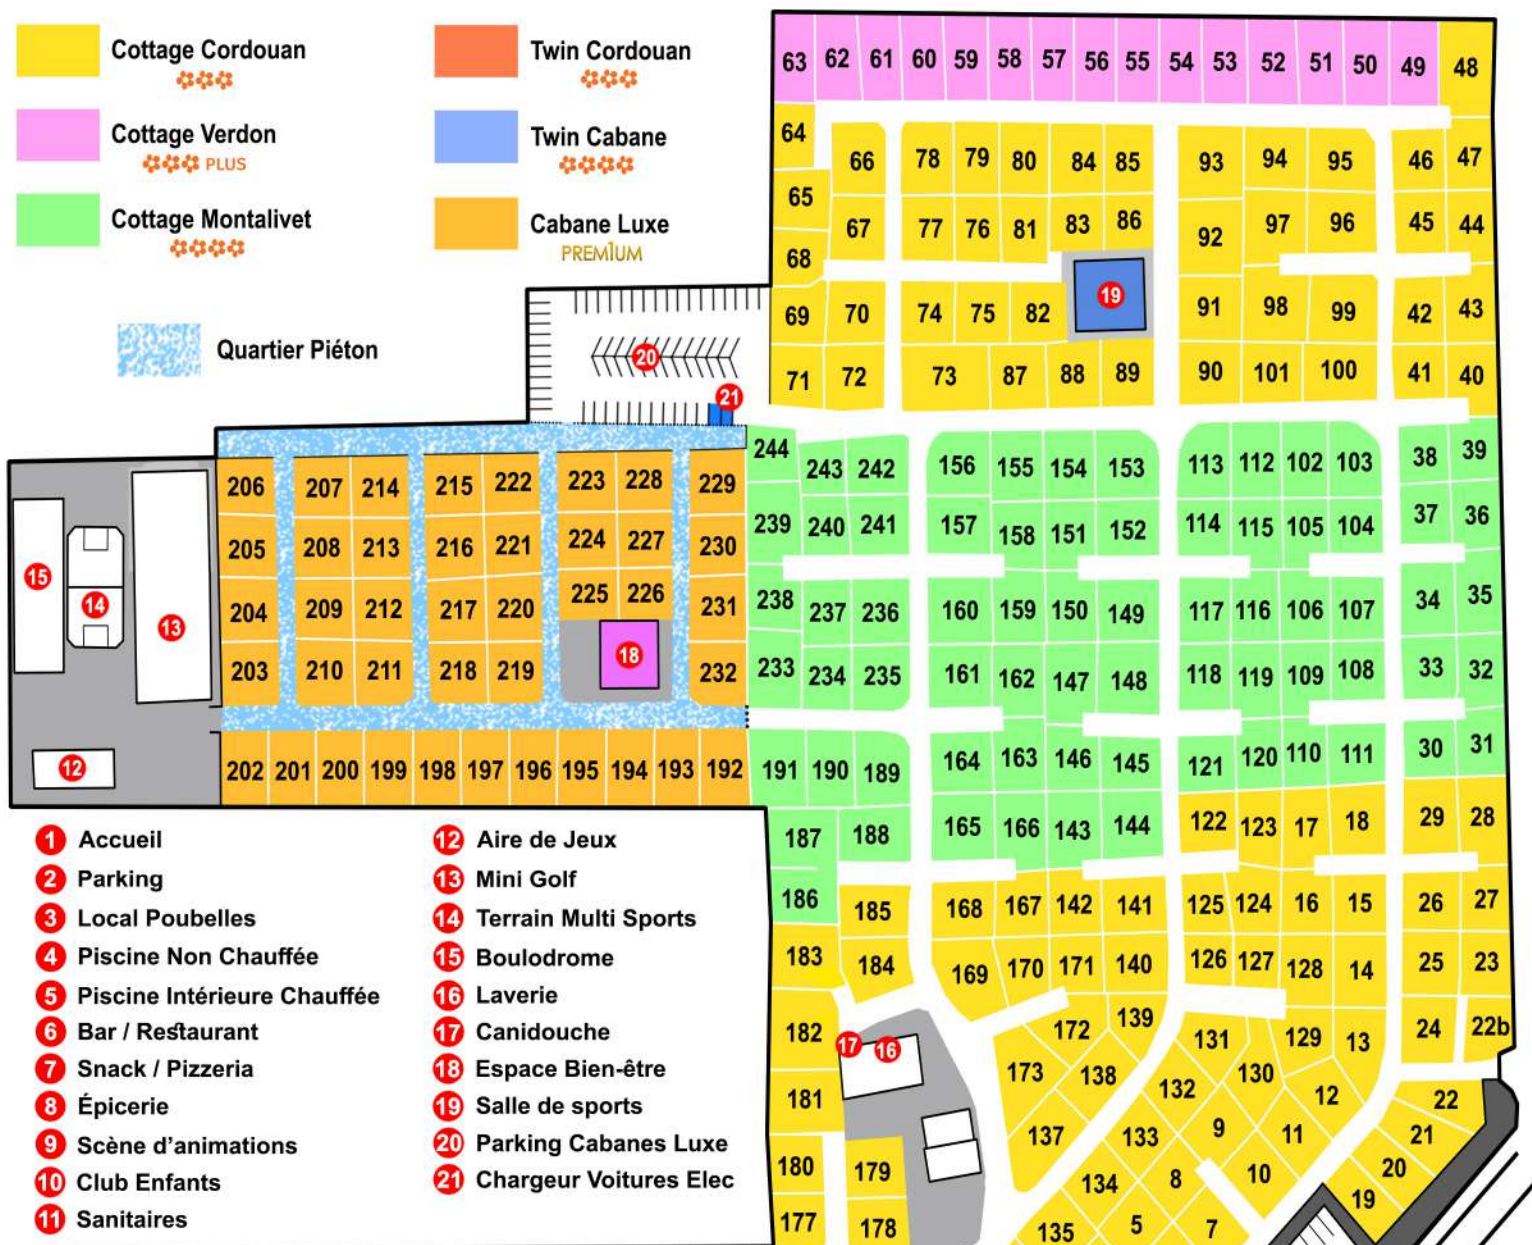 Cottage Cordouan
Twin Cordouan
Cottage Verdon
PLUS
Twin Cabane
Cottage Montalivet
Cabane Luxe
PREM1UM
Quartier Piéton
63 62 61 60 59 58 57 56 55 54 53 52 51 50 49 48
64 66 78 79 80 84 85 93 94 95 46 47
65 67 77 76 81 83 86 92 97 96 45 44
68 19
69 70 74 75 82 91 98 99 42 43
20
71 72 73 87 88 89 90 101 100 41 40
21
244 243 242 156 155 154 153 113 112 102 103 38 39
206 207 214 215 222 223 228 229
239 240 241 157 158 151 152 114 115 105 104 37 36
205 208 213 216 221 224 227 230
15 14 13
204 209 212 217 220 225 226 231
238 237 236 160 159 150 149 117 116 106 107 34 35
203 210 211 218 219 18 232
233 234 235 161 162 147 148 118 119 109 108 33 32
12
202 201 200 199 198 197 196 195 194 193 192 191 190 189
164 163 146 145 121 120 110 111 30 31
187 188 165 166 143 144 122 123 17 18 29 28
186 185 168 167 142 141 125 124 16 15 26 27
183 184 169 170 171 140 126 127 128 14 25 23
182 17 16 172 139 131 129 13 24 22b
181 173 138 132 130 12 22
137 133 9 11 21
180 179 134 8 10 20
177 178 135 5 7 19
1 Accueil
2 Parking
3 Local Poubelles
4 Piscine Non Chauffée
5 Piscine Intérieure Chauffée
6 Bar / Restaurant
7 Snack / Pizzeria
8 Épicerie
9 Scène d'animations
10 Club Enfants
11 Sanitaires
12 Aire de Jeux
13 Mini Golf
14 Terrain Multi Sports
15 Boulodrome
16 Laverie
17 Canidouche
18 Espace Bien-être
19 Salle de sports
20 Parking Cabanes Luxe
21 Chargeur Voitures Elec